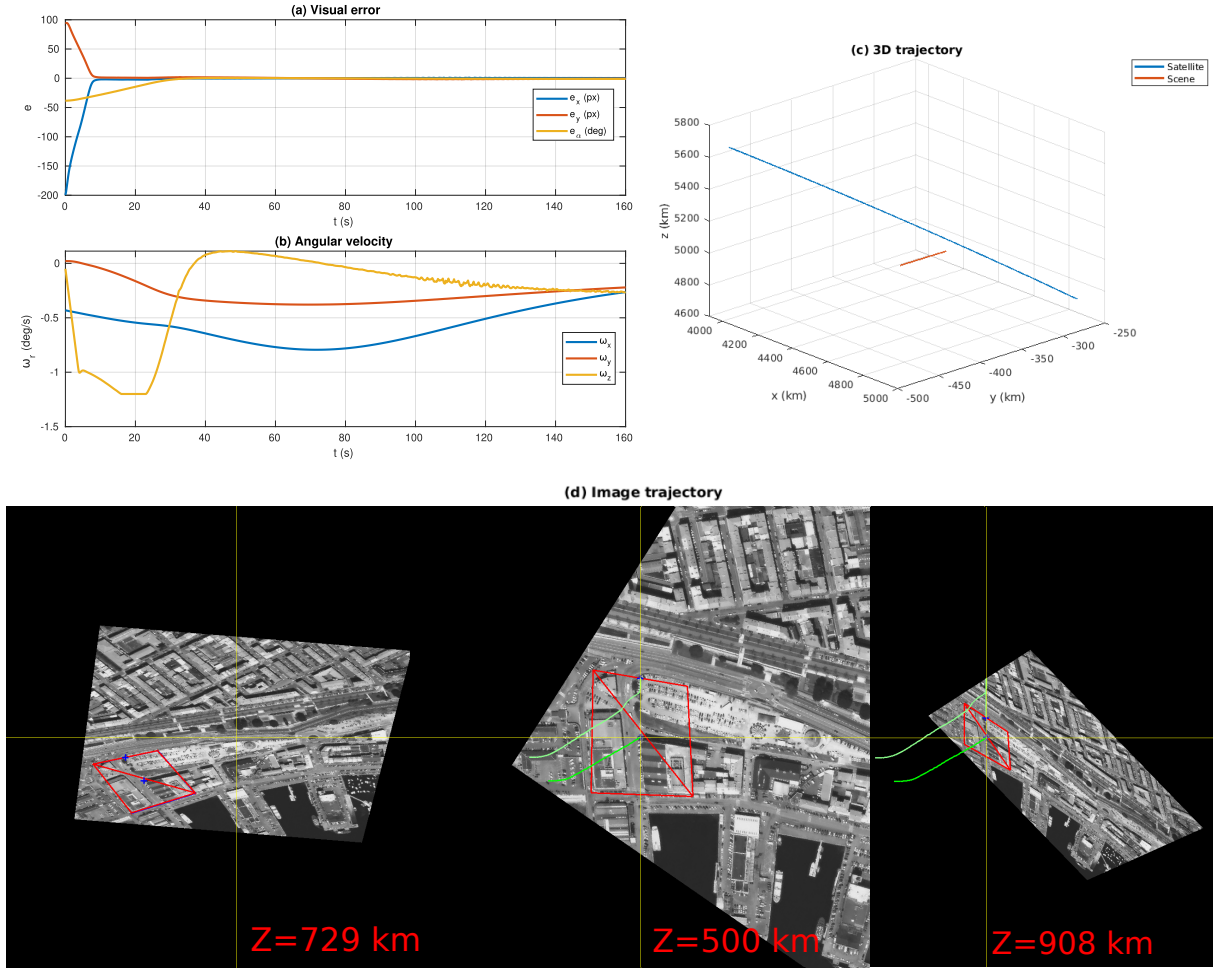 (a) Visual error
100
50
0
-50
-100
-150
-200
e
e_x (px)
e_y (px)
e_α (deg)
0 20 40 60 80 100 120 140 160
t (s)
(b) Angular velocity
0
-0.5
-1
-1.5
ω_r (deg/s)
ω_x
ω_y
ω_z
0 20 40 60 80 100 120 140 160
t (s)
(c) 3D trajectory
Satellite
Scene
5800
5600
5400
5200
5000
4800
4600
z (km)
4000
4200
4400
4600
4800
5000
x (km)
-500
-450
-400
-350
-300
-250
y (km)
(d) Image trajectory
Z=729 km
Z=500 km
Z=908 km